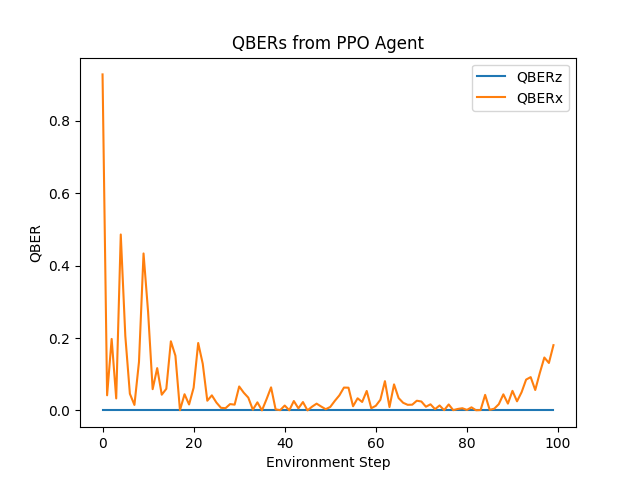 QBERs from PPO Agent
QBERz
QBERx
QBER
0.8
0.6
0.4
0.2
0.0
0 20 40 60 80 100
Environment Step